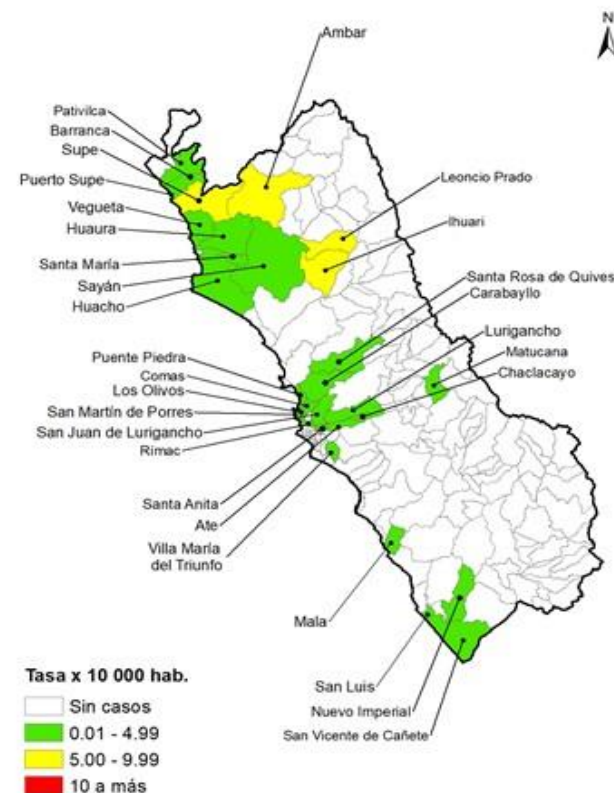 N
Ambar
Pativilca
Barranca
Supe
Puerto Supe
Vegueta
Huaura
Santa María
Sayán
Huacho
Leoncio Prado
Ihuari
Santa Rosa de Quives
Carabayllo
Lurigancho
Matucana
Chaclacayo
Puente Piedra
Comas
Los Olivos
San Martín de Porres
San Juan de Lurigancho
Rímac
Santa Anita
Ate
Villa María
del Triunfo
Mala
San Luis
Nuevo Imperial
San Vicente de Cañete
Tasa x 10 000 hab.
Sin casos
0.01 - 4.99
5.00 - 9.99
10 a más